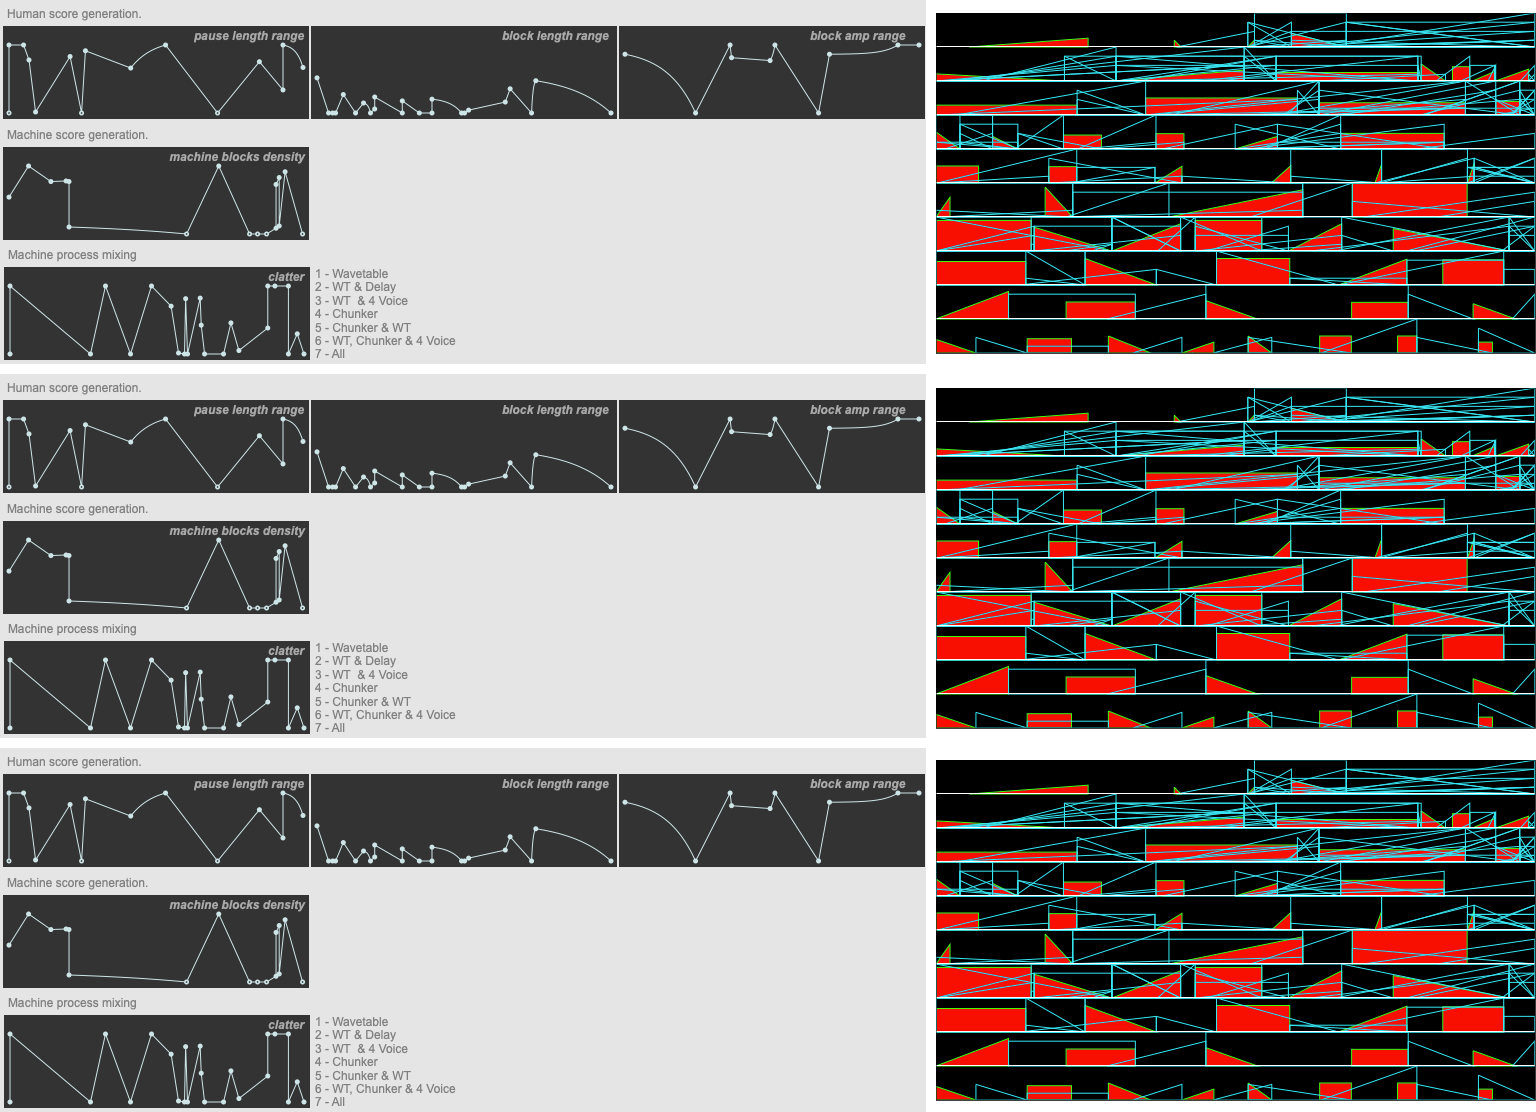 Human score generation.
pause length range
block length range
block amp range
Machine score generation.
machine blocks density
Machine process mixing
clatter
1 - Wavetable
2 - WT & Delay
3 - WT & 4 Voice
4 - Chunker
5 - Chunker & WT
6 - WT, Chunker & 4 Voice
7 - All
Human score generation.
pause length range
block length range
block amp range
Machine score generation.
machine blocks density
Machine process mixing
clatter
1 - Wavetable
2 - WT & Delay
3 - WT & 4 Voice
4 - Chunker
5 - Chunker & WT
6 - WT, Chunker & 4 Voice
7 - All
Human score generation.
pause length range
block length range
block amp range
Machine score generation.
machine blocks density
Machine process mixing
clatter
1 - Wavetable
2 - WT & Delay
3 - WT & 4 Voice
4 - Chunker
5 - Chunker & WT
6 - WT, Chunker & 4 Voice
7 - All